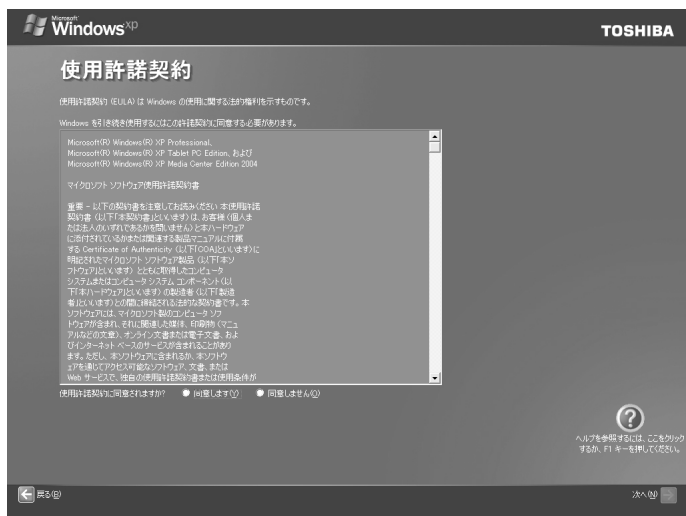 Microsoft
Windows xp
TOSHIBA
使用許諾契約
使用許諾契約 (EULA) は Windows の使用に関する法的権利を示すものです。
Windows を引き続き使用するにはこの許諾契約に同意する必要があります。
Microsoft(R) Windows(R) XP Professional、
Microsoft(R) Windows(R) XP Tablet PC Edition、および
Microsoft(R) Windows(R) XP Media Center Edition 2004
マイクロソフト ソフトウェア使用許諾契約書
重要 – 以下の契約書を注意してお読みください 本使用許諾
契約書 (以下「本契約書」といいます) は、お客様 (個人ま
たは法人のいずれであるかを問いません) と本ハードウェア
に添付されているかまたは関連する製品マニュアルに付属
する Certificate of Authenticity (以下「COA」といいます) に
明記されたマイクロソフト ソフトウェア製品 (以下「本ソ
フトウェア」といいます) とともに取得したコンピュータ
システムまたはコンピュータ システム コンポーネント (以
下「本ハードウェア」といいます) の製造者 (以下「製造
者」といいます) との間に締結される法的な契約書です。本
ソフトウェアには、マイクロソフト製のコンピュータ ソフ
トウェアが含まれ、それに関連した媒体、印刷物 (マニュ
アルなどの文書)、オンライン文書または電子文書、およ
びインターネット ベースのサービスが含まれることがあり
ます。ただし、本ソフトウェアに含まれるか、本ソフトウ
ェアを通じてアクセス可能なソフトウェア、文書、または
Web サービスで、独自の使用許諾契約書または使用条件が
使用許諾契約に同意されますか? 同意します(Y) 同意しません(O)
ヘルプを参照するには、ここをクリック
するか、F1 キーを押してください。
戻る(B)
次へ(N)